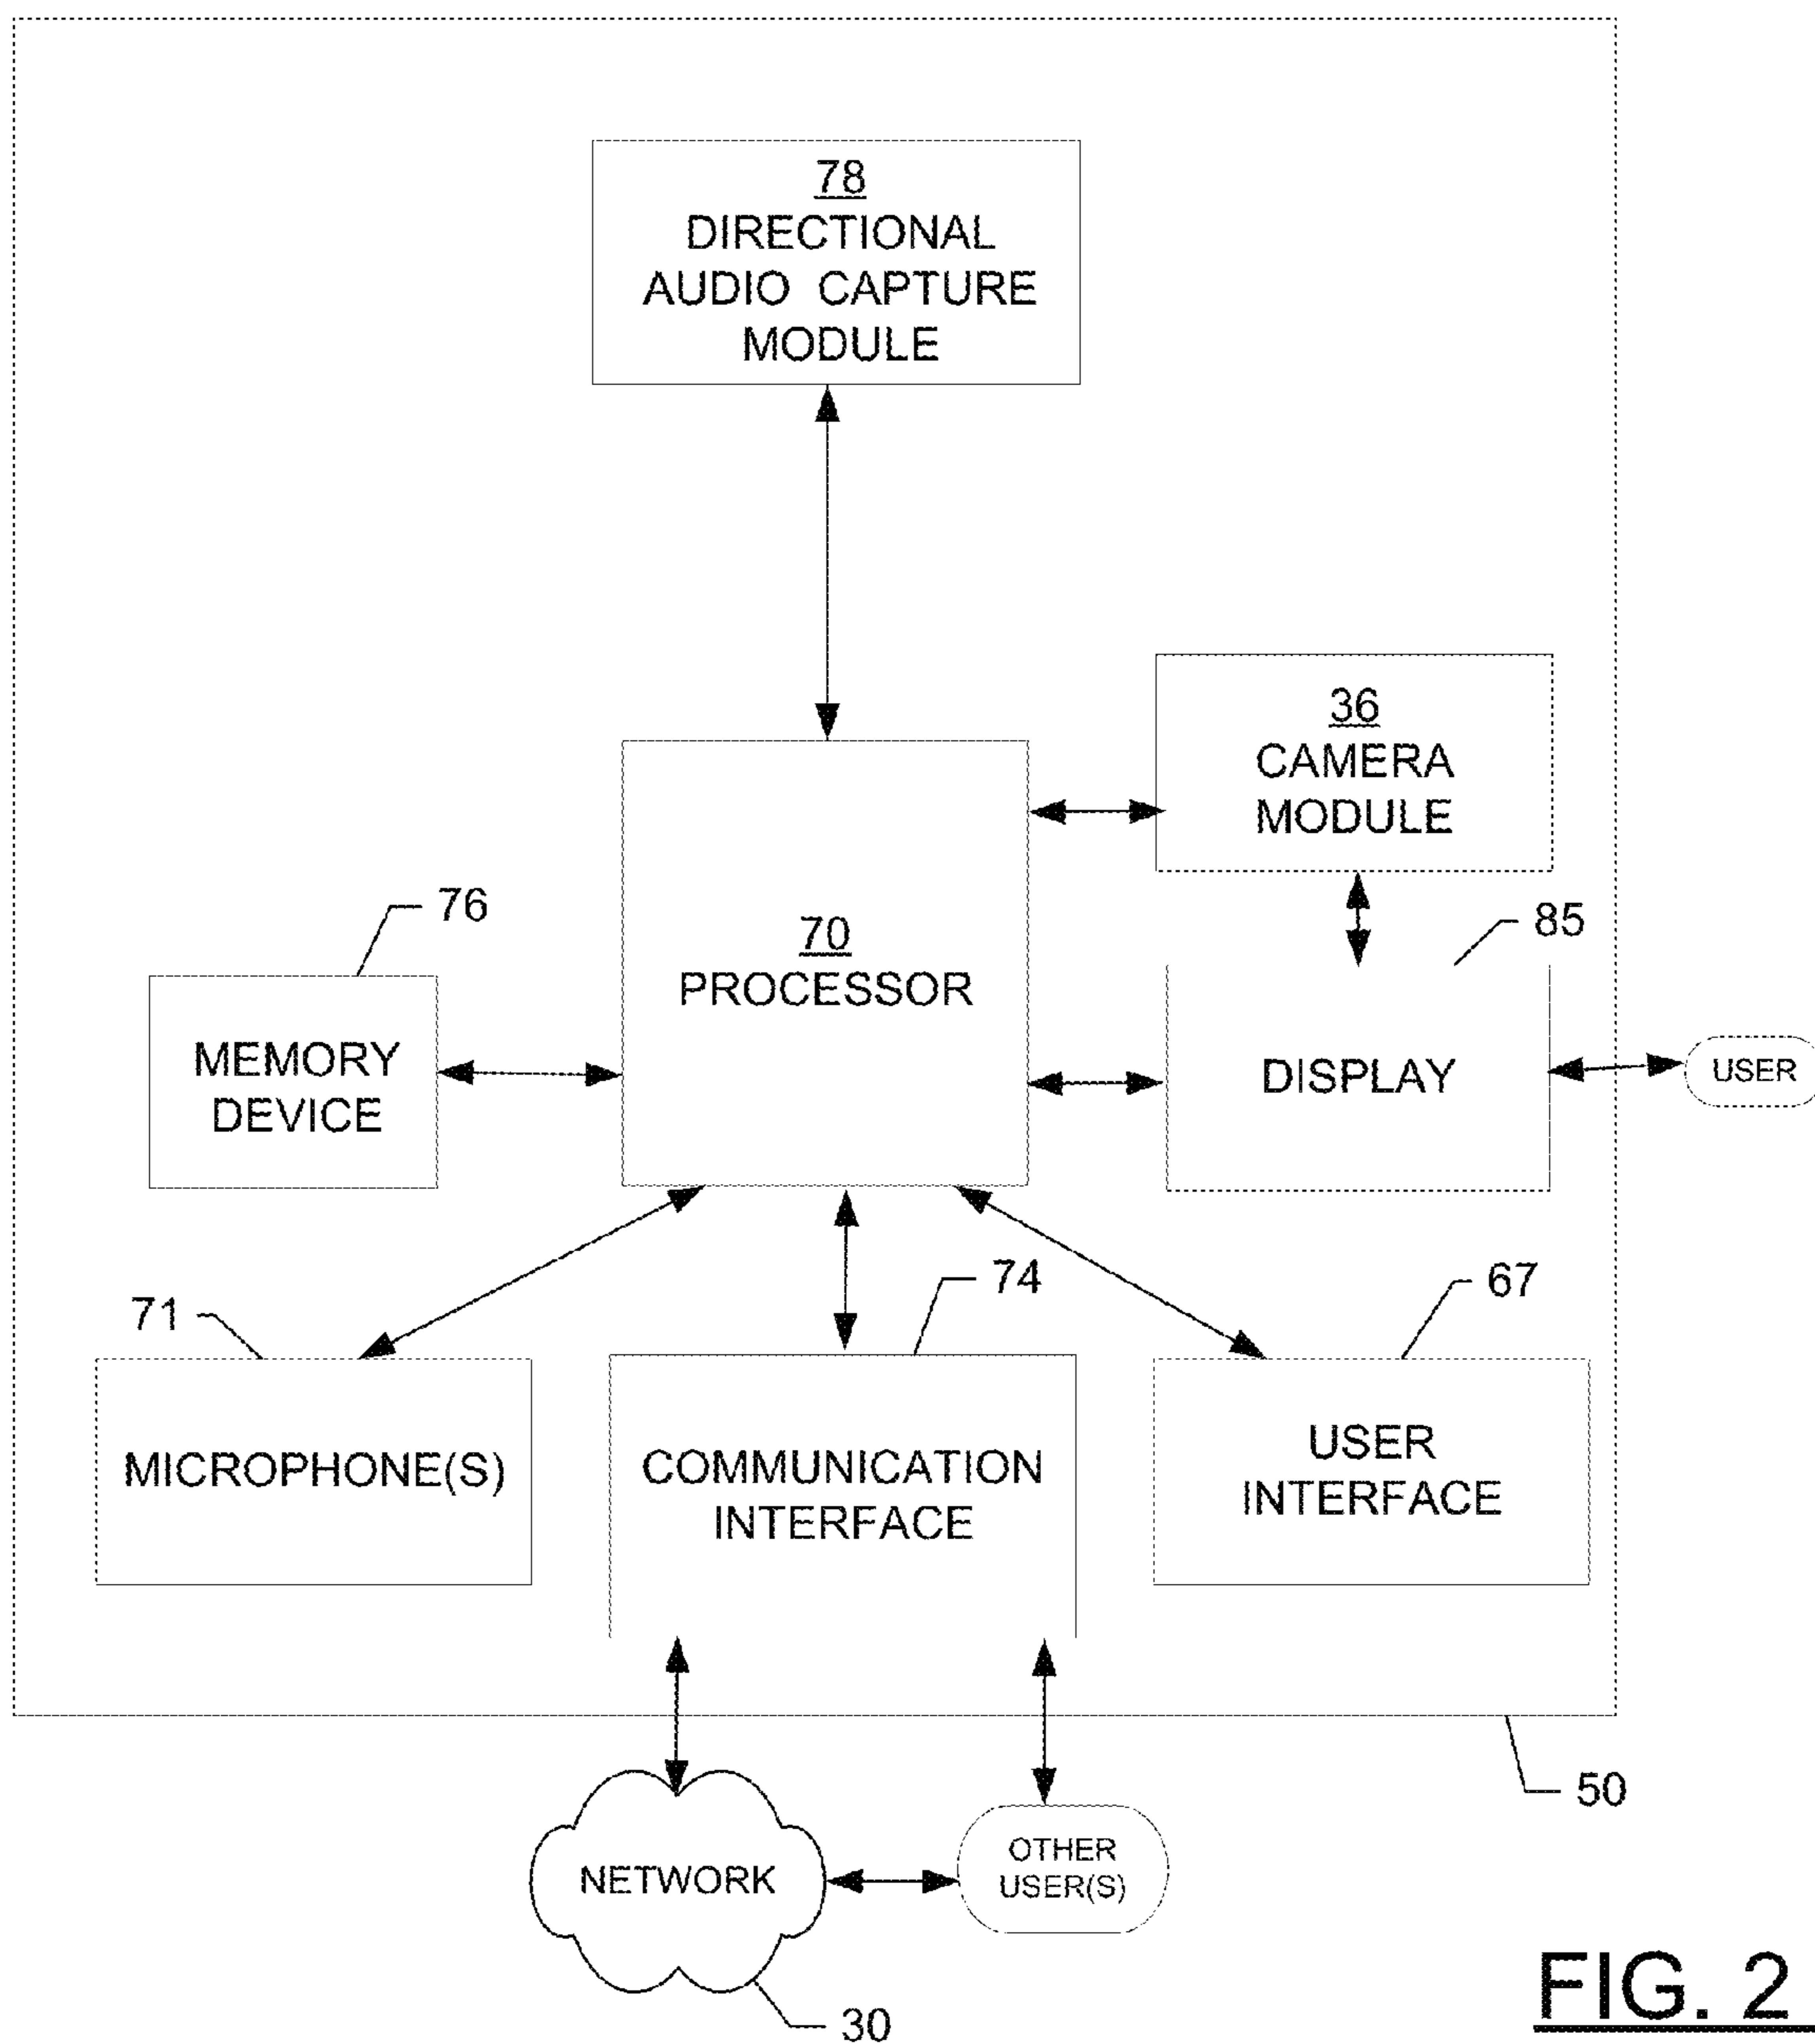 78
DIRECTIONAL
AUDIO CAPTURE
MODULE
36
CAMERA
MODULE
76
70
PROCESSOR
85
MEMORY
DEVICE
DISPLAY
USER
71
74
67
MICROPHONE(S)
COMMUNICATION
INTERFACE
USER
INTERFACE
50
NETWORK
OTHER
USER(S)
30
FIG. 2